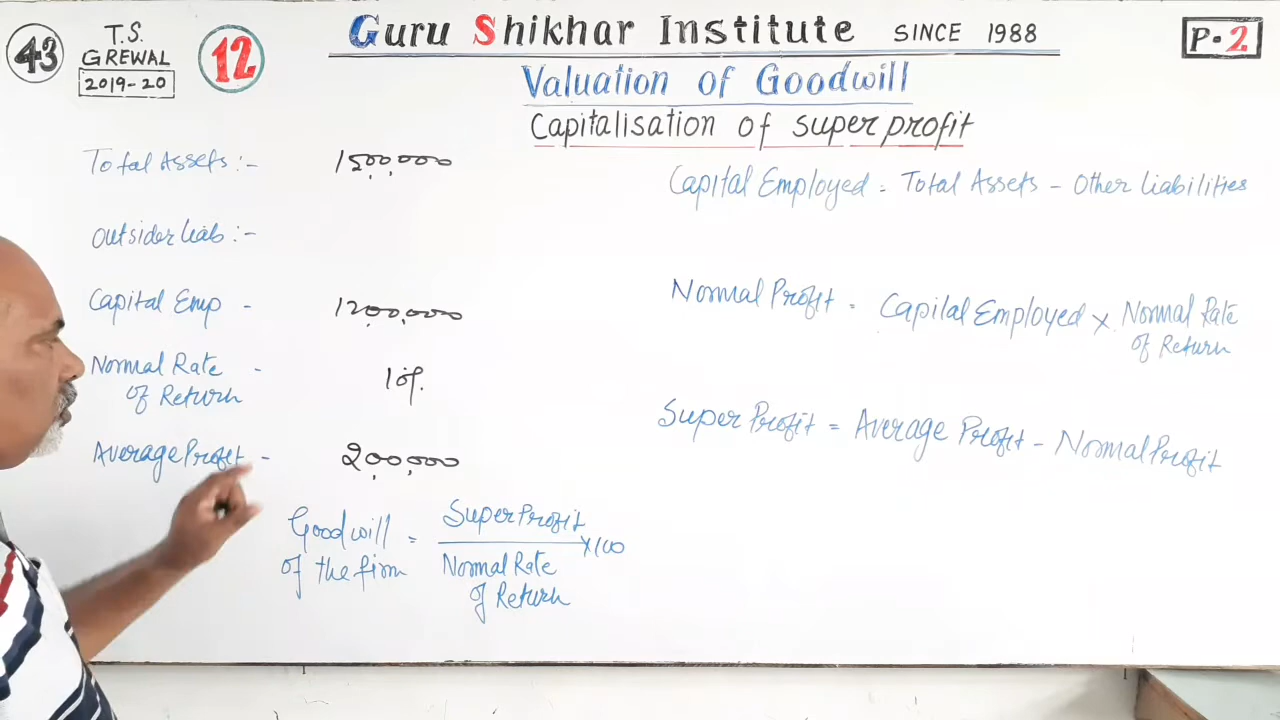 43
T.S.
GREWAL
2019-20
12
Guru Shikhar Institute SINCE 1988
P.2
Valuation of Goodwill
Capitalisation of super profit
Total Assets :- 1500,000
Capital Employed = Total Assets - Other Liabilities
Outsider Liab :-
Capital Emp - 1200,000
Normal Profit = Capital Employed × Normal Rate
of Return
Normal Rate - 10%.
of Return
Super Profit = Average Profit - Normal Profit
Average Profit - 200,000
Goodwill = Super Profit ×100
of the firm Normal Rate
of Return